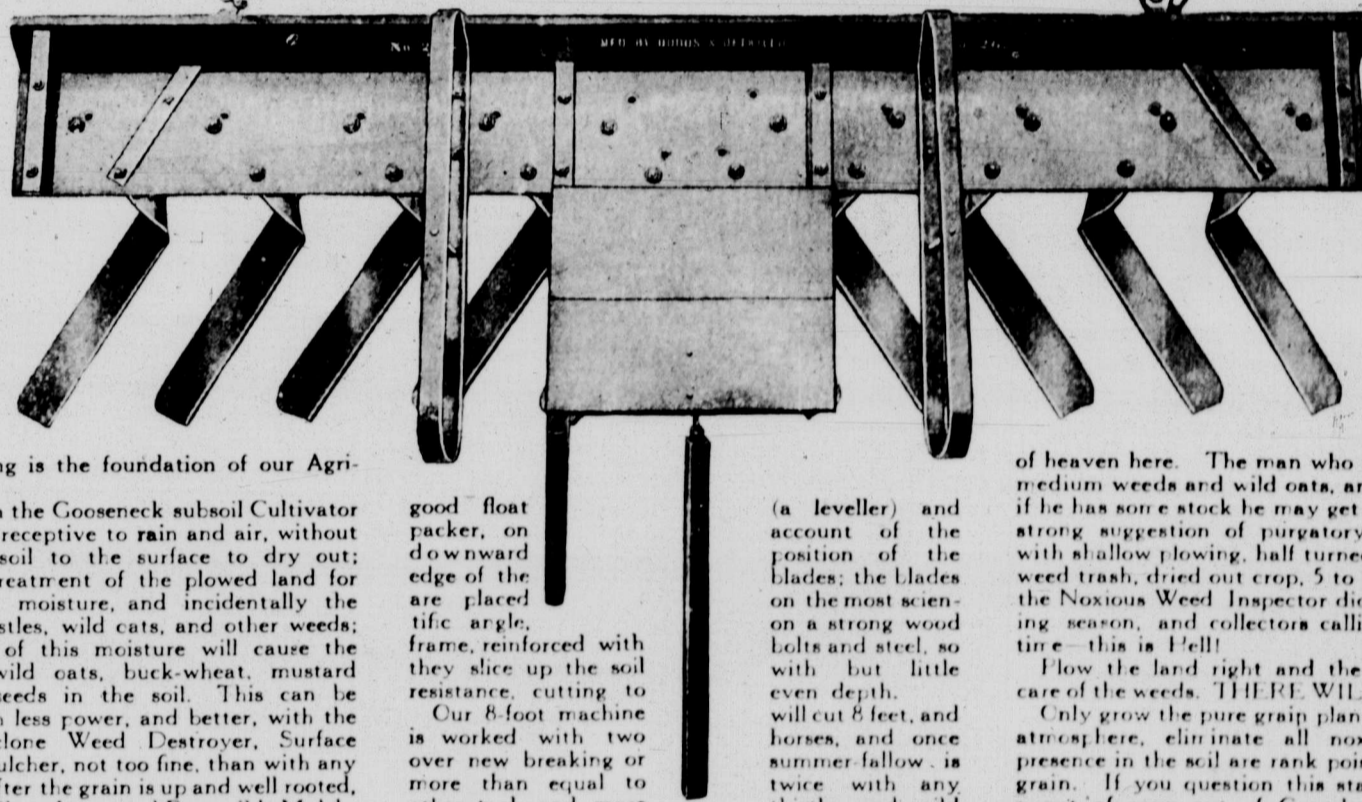 No. 2
MFD BY
ng is the foundation of our Agri-
the Gooseneck subsoil Cultivator
receptive to rain and air, without
soil to the surface to dry out;
reatment of the plowed land for
moisture, and incidentally the
stles, wild cats, and other weeds;
of this moisture will cause the
wild oats, buck-wheat, mustard
eeds in the soil. This can be
less power, and better, with the
lone Weed Destroyer, Surface
ulcher, not too fine, than with any
fter the grain is up and well rooted,
good float
packer, on
downward
edge of the
are placed
tific angle,
frame, reinforced with
they slice up the soil
resistance, cutting to
Our 8-foot machine
is worked with two
over new breaking or
more than equal to
(a leveller) and
account of the
position of the
blades; the blades
on the most scien-
on a strong wood
bolts and steel, so
with but little
even depth.
will cut 8 feet, and
horses, and once
summer-fallow is
twice with any
of heaven here. The man who
medium weeds and wild oats, ar
if he has some stock he may get
strong suggestion of purgatory
with shallow plowing, half turned
weed trash, dried out crop, 5 to
the Noxious Weed Inspector did
ing season, and collectors calli
time—this is Hell!
Plow the land right and the
care of the weeds. THERE WIL
Only grow the pure grain plan
atmosphere, eliminate all nox
presence in the soil are rank poi
grain. If you question this sta